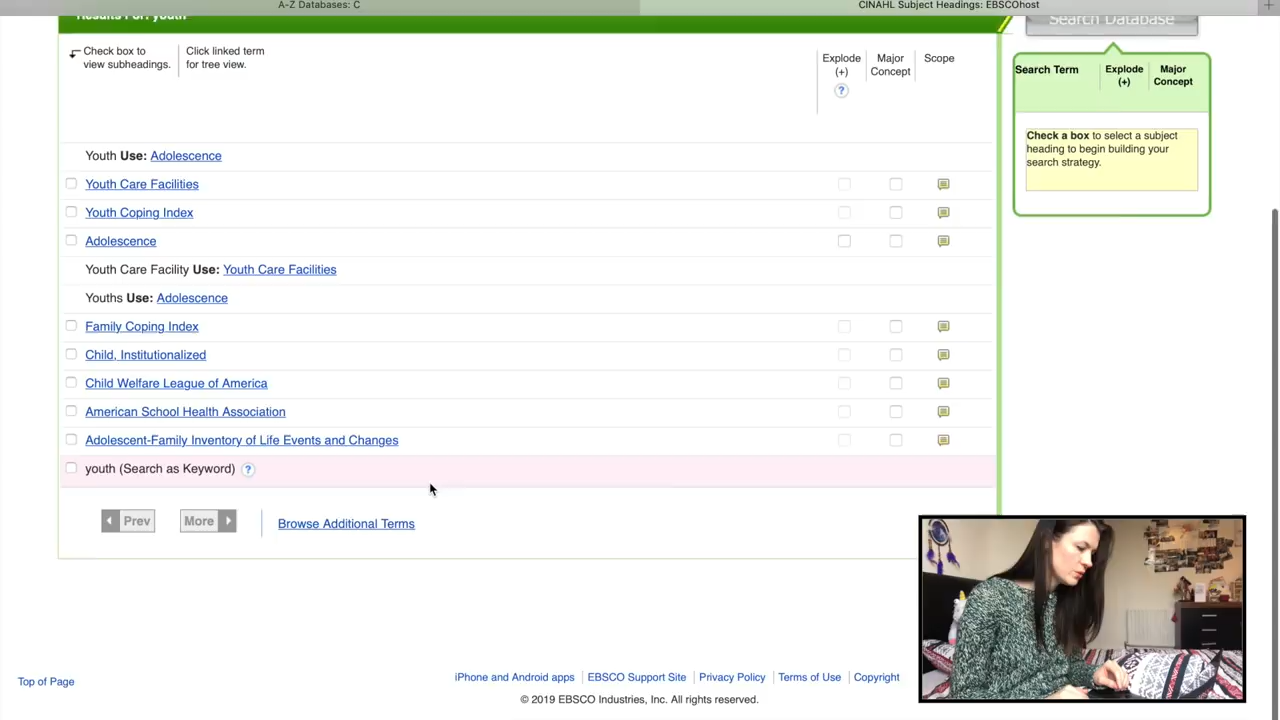 A-Z Databases: C
CINAHL Subject Headings: EBSCOhost
Results For: youth
Search Database
Check box to
view subheadings.
Click linked term
for tree view.
Explode
(+)
?
Major
Concept
Scope
Search Term
Explode
(+)
Major
Concept
Check a box to select a subject
heading to begin building your
search strategy.
Youth Use: Adolescence
Youth Care Facilities
Youth Coping Index
Adolescence
Youth Care Facility Use: Youth Care Facilities
Youths Use: Adolescence
Family Coping Index
Child, Institutionalized
Child Welfare League of America
American School Health Association
Adolescent-Family Inventory of Life Events and Changes
youth (Search as Keyword) ?
Prev
More
Browse Additional Terms
Top of Page
iPhone and Android apps
EBSCO Support Site
Privacy Policy
Terms of Use
Copyright
© 2019 EBSCO Industries, Inc. All rights reserved.